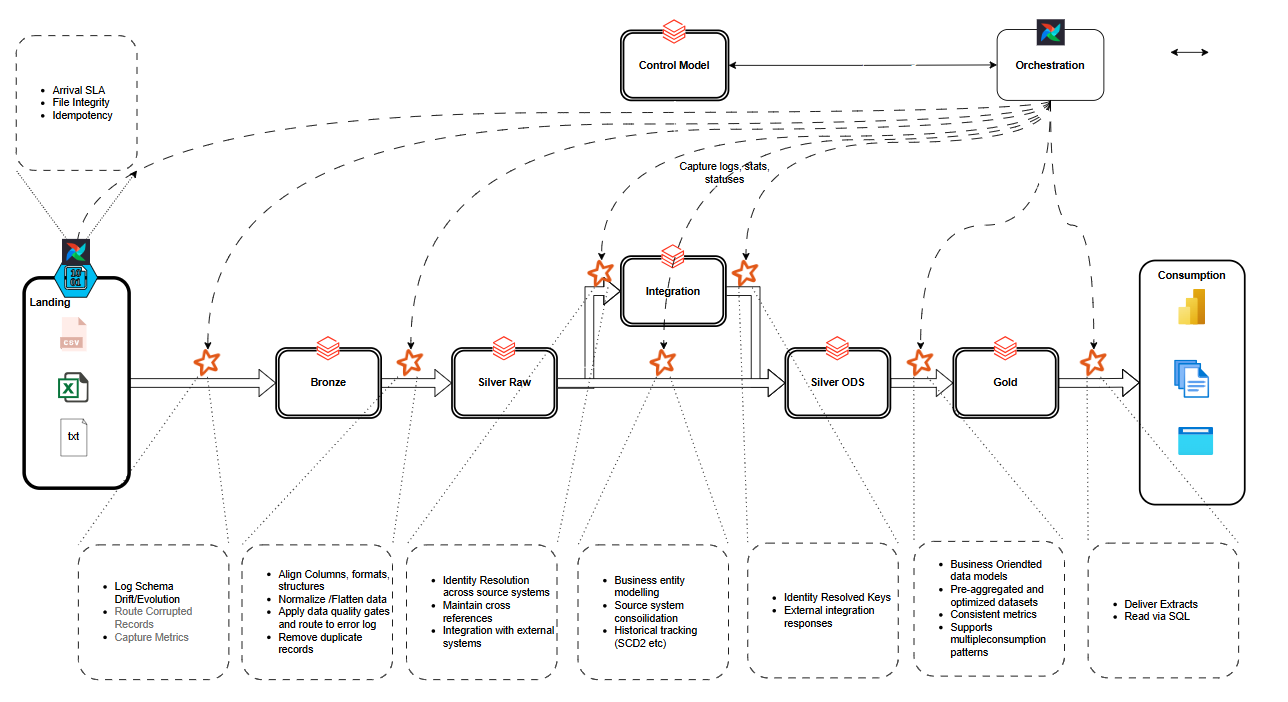 Control Model
Orchestration
Arrival SLA
File Integrity
Idempotency
Capture logs, stats,
statuses
10
01
Landing
CSV
X
txt
Bronze
Silver Raw
Integration
Silver ODS
Gold
Consumption
Log Schema
Drift/Evolution
Route Corrupted
Records
Capture Metrics
Align Columns, formats,
structures
Normalize /Flatten data
Apply data quality gates
and route to error log
Remove duplicate
records
Identity Resolution
across source systems
Maintain cross
references
Integration with external
systems
Business entity
modelling
Source system
consoilidation
Historical tracking
(SCD2 etc)
Identity Resolved Keys
External integration
responses
Business Oriendted
data models
Pre-aggregated and
optimized datasets
Consistent metrics
Supports
multipleconsumption
patterns
Deliver Extracts
Read via SQL